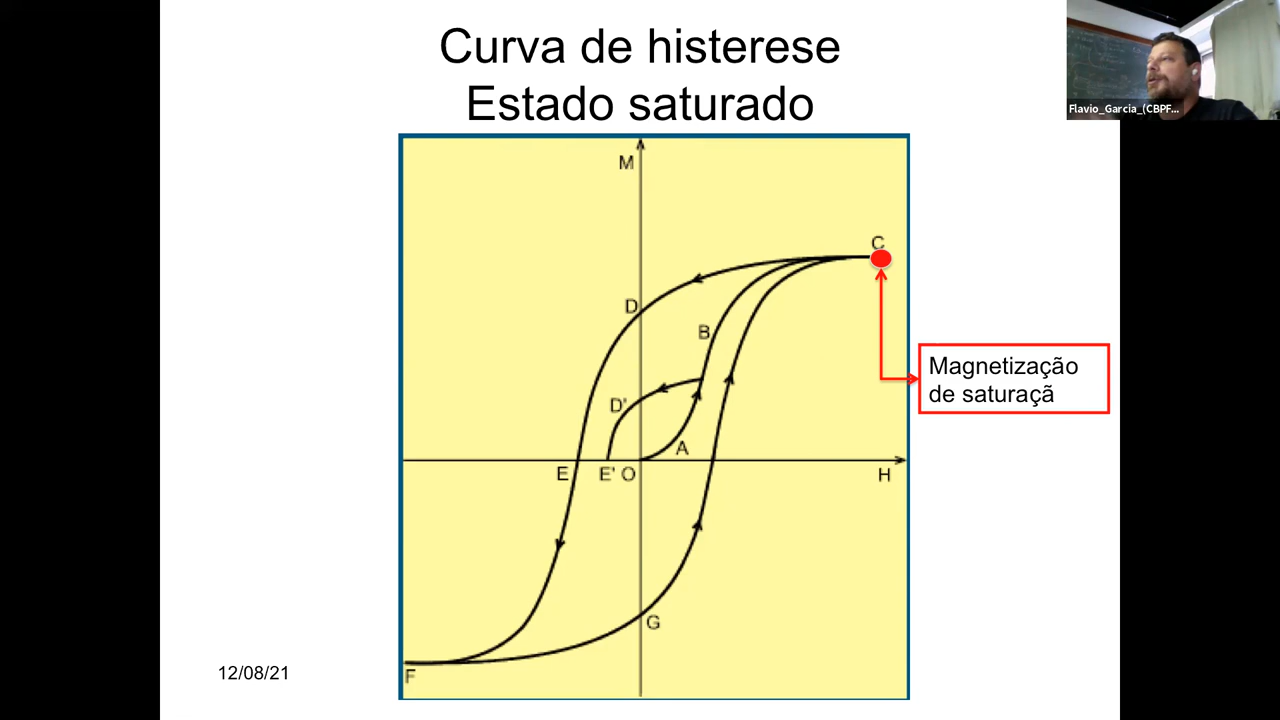 Curva de histerese
Estado saturado
Flavio_Garcia_(CBPF...
M
C
D
B
Magnetização
de saturaçã
D'
A
E
E'
O
H
G
12/08/21
F